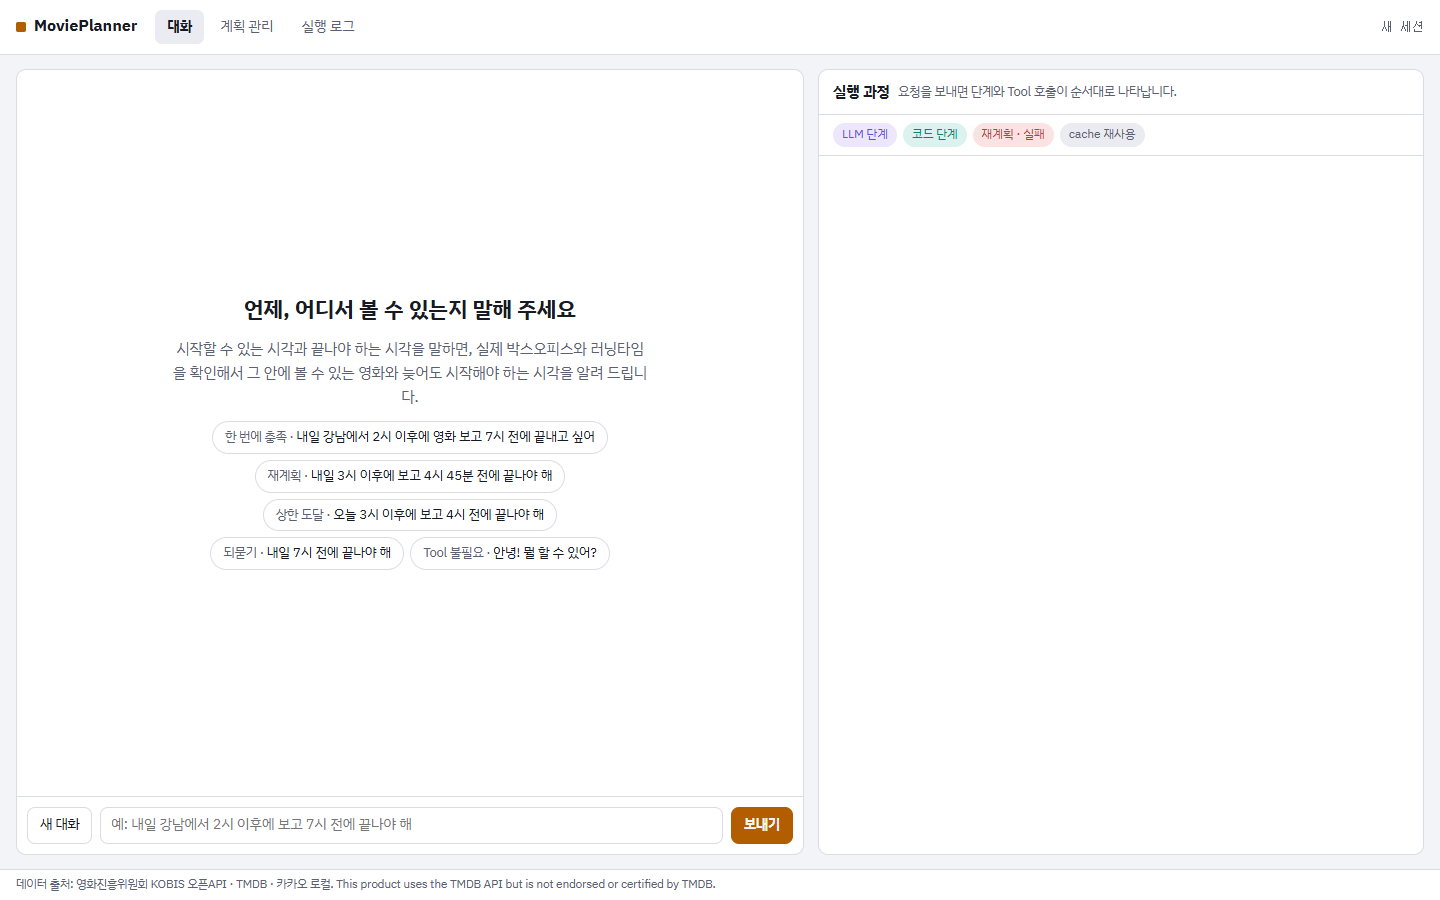 MoviePlanner 대화 계획 관리 실행 로그 새 세션
언제, 어디서 볼 수 있는지 말해 주세요
시작할 수 있는 시각과 끝나야 하는 시각을 말하면, 실제 박스오피스와 러닝타임
을 확인해서 그 안에 볼 수 있는 영화와 늦어도 시작해야 하는 시각을 알려 드립니
다.
한 번에 충족 · 내일 강남에서 2시 이후에 영화 보고 7시 전에 끝내고 싶어
재계획 · 내일 3시 이후에 보고 4시 45분 전에 끝나야 해
상한 도달 · 오늘 3시 이후에 보고 4시 전에 끝나야 해
되묻기 · 내일 7시 전에 끝나야 해 Tool 불필요 · 안녕! 뭘 할 수 있어?
새 대화 예: 내일 강남에서 2시 이후에 보고 7시 전에 끝나야 해 보내기
실행 과정 요청을 보내면 단계와 Tool 호출이 순서대로 나타납니다.
LLM 단계 코드 단계 재계획 · 실패 cache 재사용
데이터 출처: 영화진흥위원회 KOBIS 오픈API · TMDB · 카카오 로컬. This product uses the TMDB API but is not endorsed or certified by TMDB.